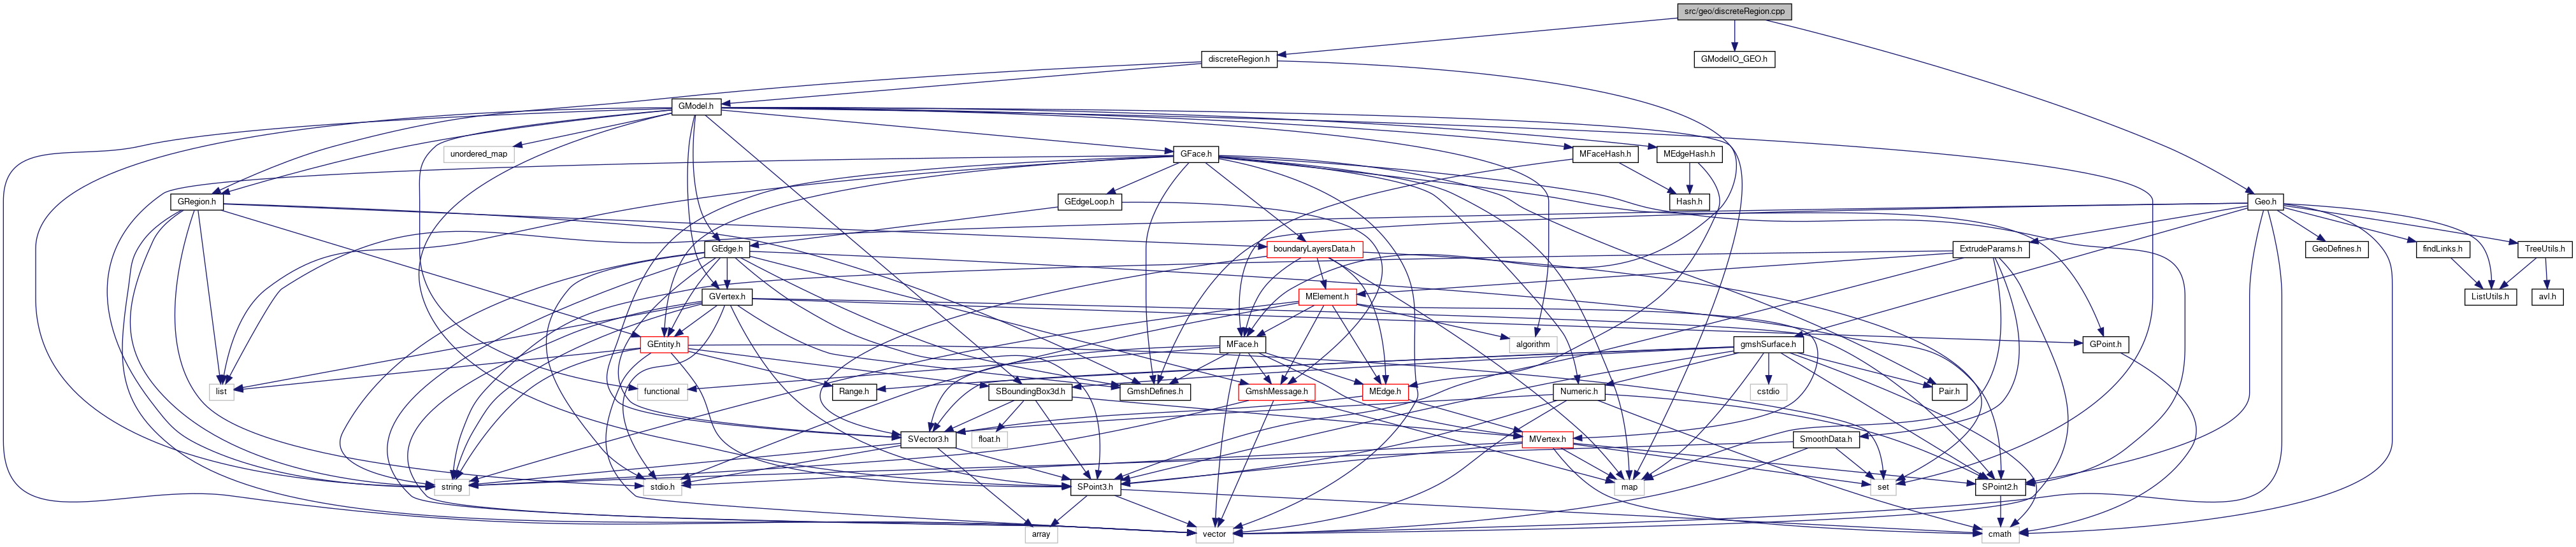 src/geo/discreteRegion.cpp
discreteRegion.h
GModelIO_GEO.h
GModel.h
unordered_map
GFace.h
MFaceHash.h
MEdgeHash.h
GRegion.h
GEdgeLoop.h
Hash.h
Geo.h
GEdge.h
boundaryLayersData.h
ExtrudeParams.h
GeoDefines.h
findLinks.h
TreeUtils.h
GVertex.h
MElement.h
ListUtils.h
avl.h
GEntity.h
MFace.h
algorithm
gmshSurface.h
GPoint.h
list
functional
Range.h
SBoundingBox3d.h
GmshDefines.h
GmshMessage.h
MEdge.h
Numeric.h
cstdio
Pair.h
SVector3.h
float.h
MVertex.h
SmoothData.h
string
stdio.h
SPoint3.h
map
set
SPoint2.h
array
vector
cmath